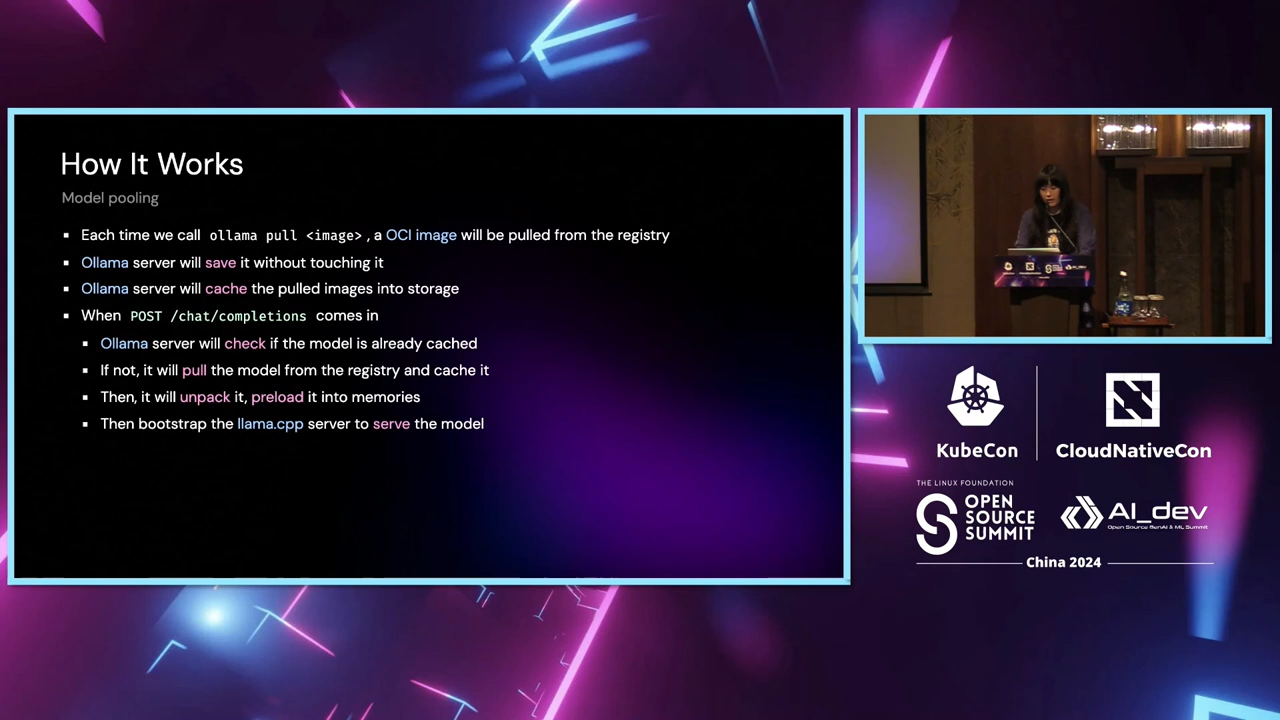 How It Works
Model pooling
▪ Each time we call ollama pull <image> , a OCI image will be pulled from the registry
▪ Ollama server will save it without touching it
▪ Ollama server will cache the pulled images into storage
▪ When POST /chat/completions comes in
▪ Ollama server will check if the model is already cached
▪ If not, it will pull the model from the registry and cache it
▪ Then, it will unpack it, preload it into memories
▪ Then bootstrap the llama.cpp server to serve the model
KubeCon
CloudNativeCon
THE LINUX FOUNDATION
OPEN
SOURCE
SUMMIT
AI_dev
Open Source GenAI & ML Summit
China 2024